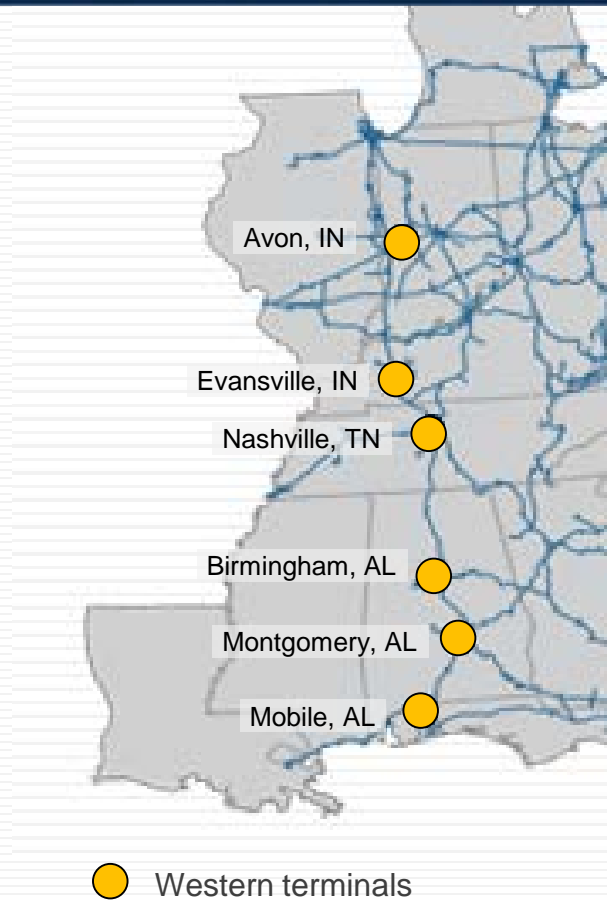 Avon, IN
Evansville, IN
Nashville, TN
Birmingham, AL
Montgomery, AL
Mobile, AL
Western terminals